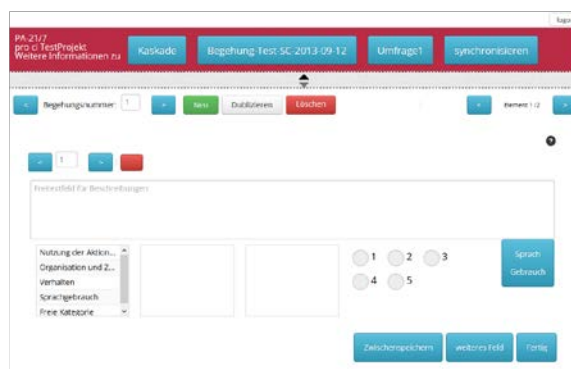 PA-21/7
pro ci TestProjekt
Weitere Informationen zu
Kaskade
Begehung-Test-SC-2013-09-12
Umfrage1
synchronisieren
< Begehungsnummer: 1 > Neu Dublizieren Löschen < Element 1 /2 >
?
< 1 >
Freitextfeld für Beschreibungen
Nutzung der Aktion...
Organisation und Z...
Verhalten
Sprachgebrauch
Freie Kategorie
1 2 3
4 5
Sprach
Gebrauch
Zwischenspeichern weiteres Feld Fertig